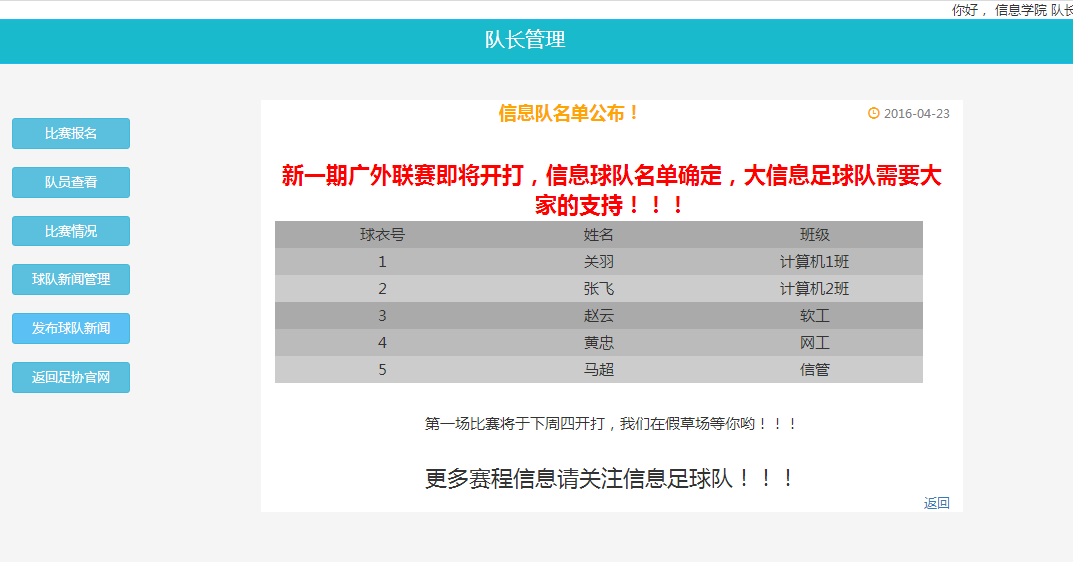 你好， 信息学院 队长
队长管理
比赛报名
队员查看
比赛情况
球队新闻管理
发布球队新闻
返回足协官网
信息队名单公布！ 2016-04-23
新一期广外联赛即将开打，信息球队名单确定，大信息足球队需要大
家的支持！！！
球衣号 姓名 班级
1 关羽 计算机1班
2 张飞 计算机2班
3 赵云 软工
4 黄忠 网工
5 马超 信管
第一场比赛将于下周四开打，我们在假草场等你哟！！！
更多赛程信息请关注信息足球队！！！
返回